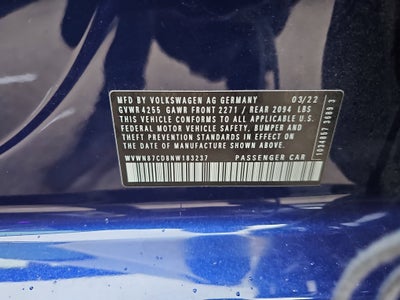 MFD BY VOLKSWAGEN AG GERMANY 03/22
GVWR4255 GAWR FRONT 2271 / REAR 2094 LBS
THIS VEHICLE CONFORMS TO ALL APPLICABLE U.S.
FEDERAL MOTOR VEHICLE SAFETY, BUMPER AND
THEFT PREVENTION STANDARDS IN EFFECT ON
THE DATE OF MANUFACTURE SHOWN ABOVE
WVWN87CD8NW183237 PASSENGER CAR